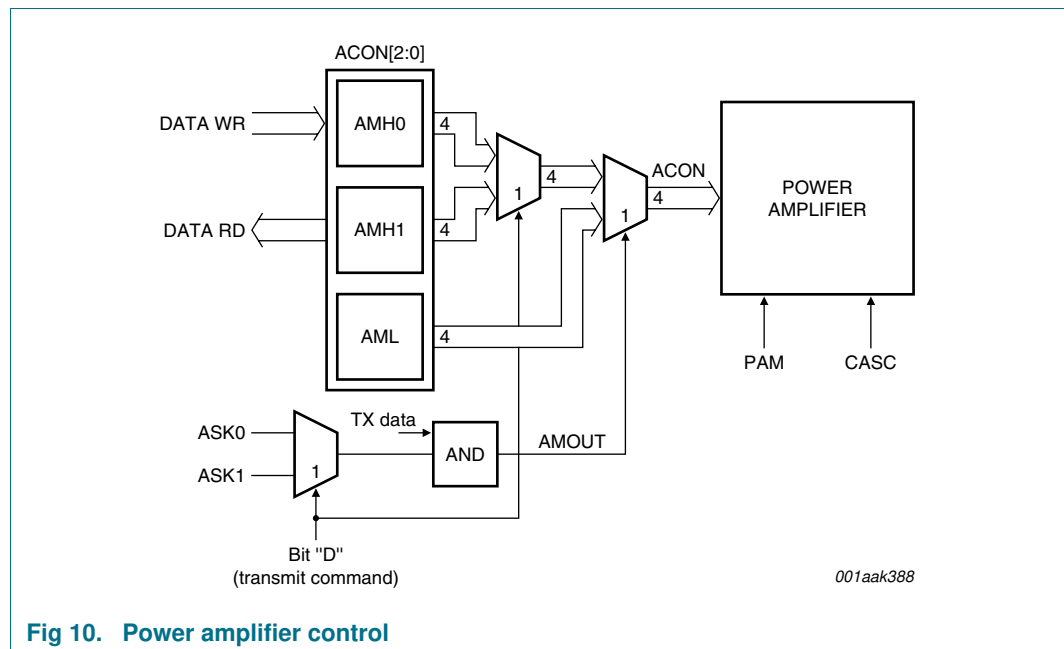 ACON[2:0]
DATA WR
AMH0
4
DATA RD
AMH1
4
AML
4
1
4
1
ACON
4
POWER
AMPLIFIER
PAM
CASC
ASK0
ASK1
1
TX data
AND
AMOUT
Bit "D"
(transmit command)
001aak388
Fig 10. Power amplifier control